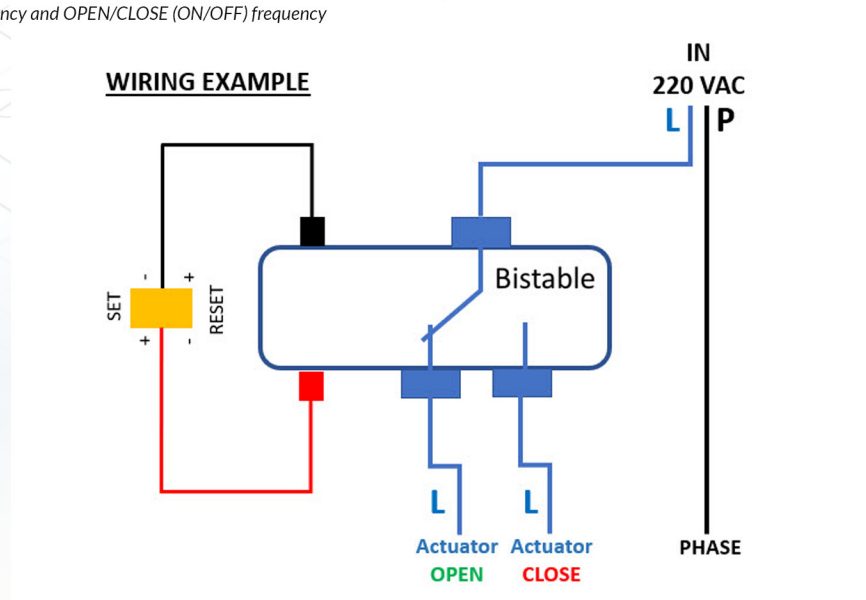 ncy and OPEN/CLOSE (ON/OFF) frequency
IN
WIRING EXAMPLE
220 VAC
L P
- +
SET RESET
+ -
Bistable
L L
Actuator Actuator PHASE
OPEN CLOSE